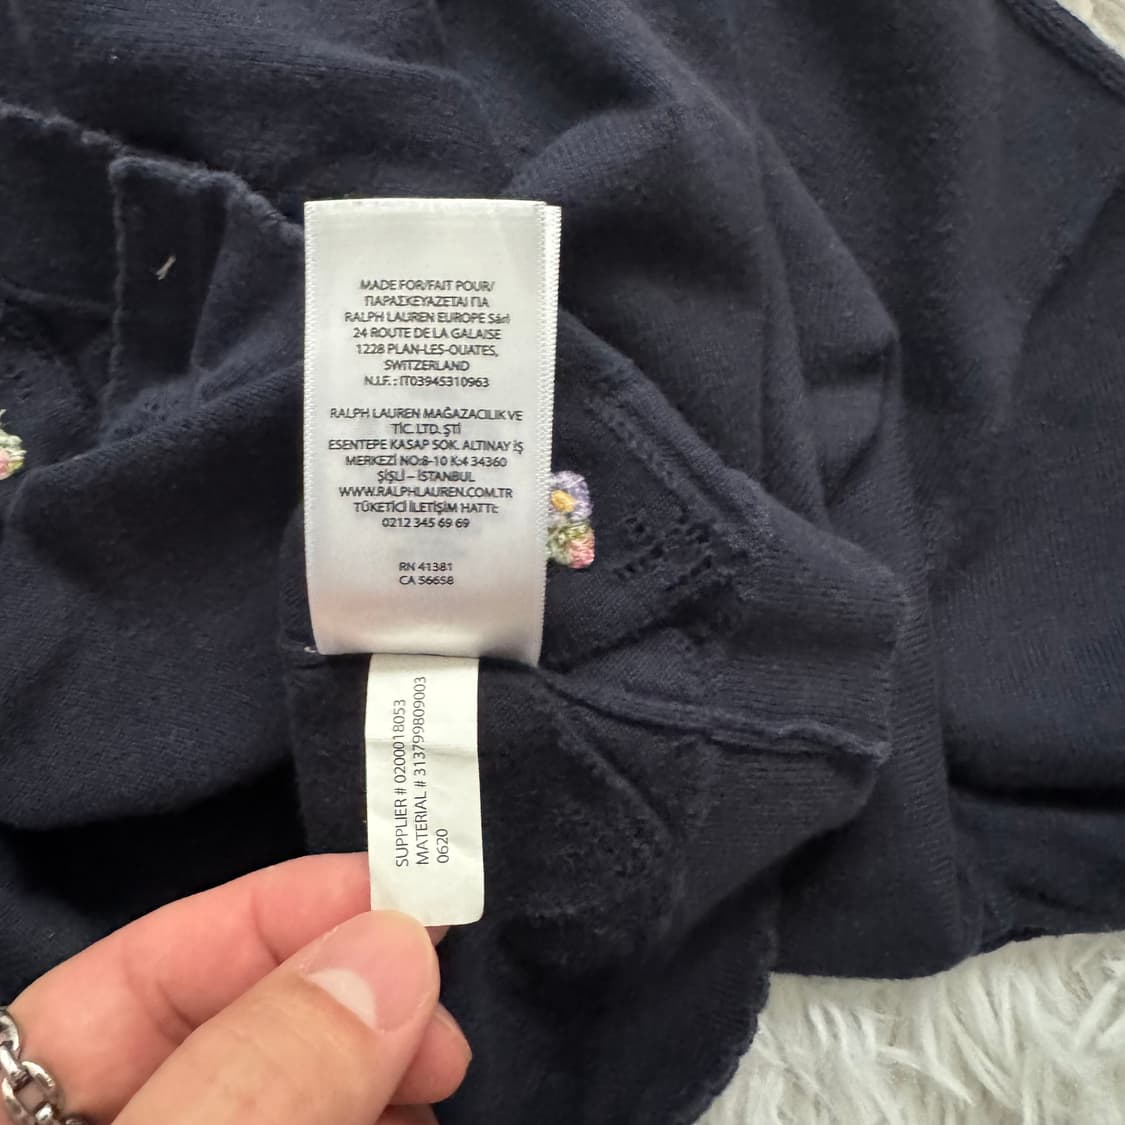 MADE FOR/FAIT POUR/
ΠΑΡΑΣΚΕΥΑΖΕΤΑΙ ΓΙΑ
RALPH LAUREN EUROPE Sàrl
24 ROUTE DE LA GALAISE
1228 PLAN-LES-OUATES,
SWITZERLAND
N.I.F. : IT03945310963
RALPH LAUREN MAĞAZACILIK VE
TİC. LTD. ŞTİ
ESENTEPE KASAP SOK. ALTINAY İŞ
MERKEZİ NO:8-10 K:4 34360
ŞİŞLİ – İSTANBUL
WWW.RALPHLAUREN.COM.TR
TÜKETİCİ İLETİŞİM HATTI:
0212 345 69 69
RN 41381
CA 56658
SUPPLIER # 0200018053
MATERIAL # 313799809003
0620